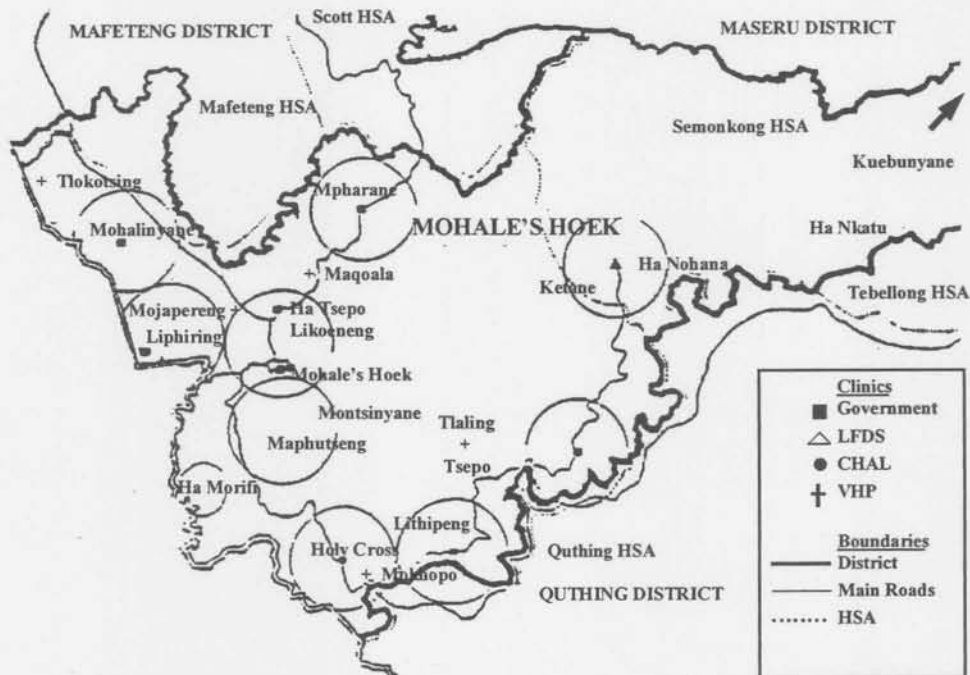 Scott HSA
MAFETENG DISTRICT
MASERU DISTRICT
Mafeteng HSA
Semonkong HSA
Kuebunyane
Tlokotsing
Mpharane
Mohalinyane
MOHALE'S HOEK
Ha Nkatu
Maqoala
Ketane
Ha Nohana
Tebellong HSA
Mojapereng
Ha Tsepo
Liphiring
Likoeneng
Mohale's Hoek
Montsinyane
Maphutseng
Tlaling
Tsepo
Ha Morifi
Lithipeng
Holy Cross
Mokhopo
Quthing HSA
QUTHING DISTRICT
Clinics
Government
LFDS
CHAL
VHP
Boundaries
District
Main Roads
HSA